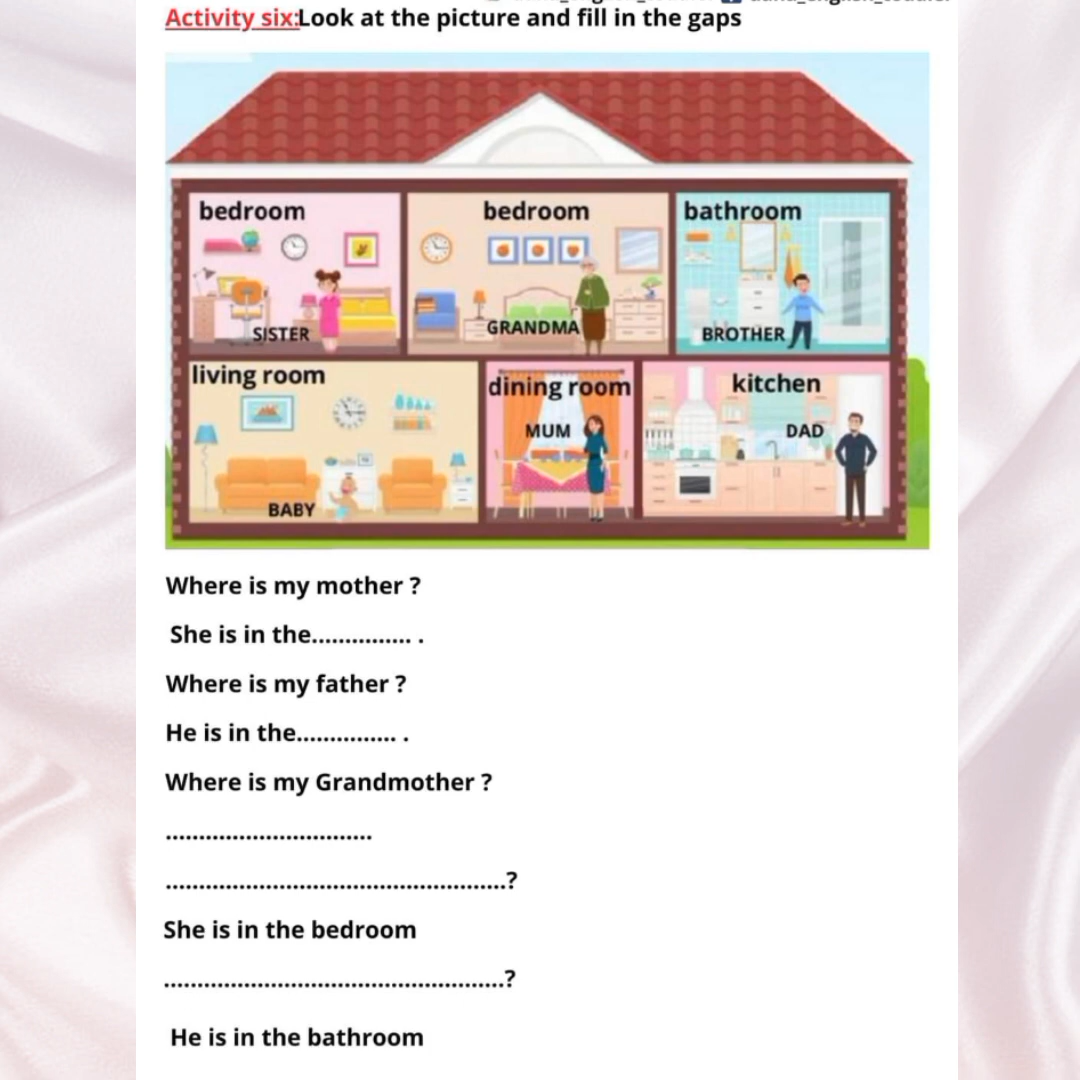 Activity six:Look at the picture and fill in the gaps
bedroom
bedroom
bathroom
SISTER
GRANDMA
BROTHER
living room
dining room
kitchen
MUM
DAD
BABY
Where is my mother ?
She is in the............... .
Where is my father ?
He is in the............... .
Where is my Grandmother ?
...............................
...................................................?
She is in the bedroom
...................................................?
He is in the bathroom